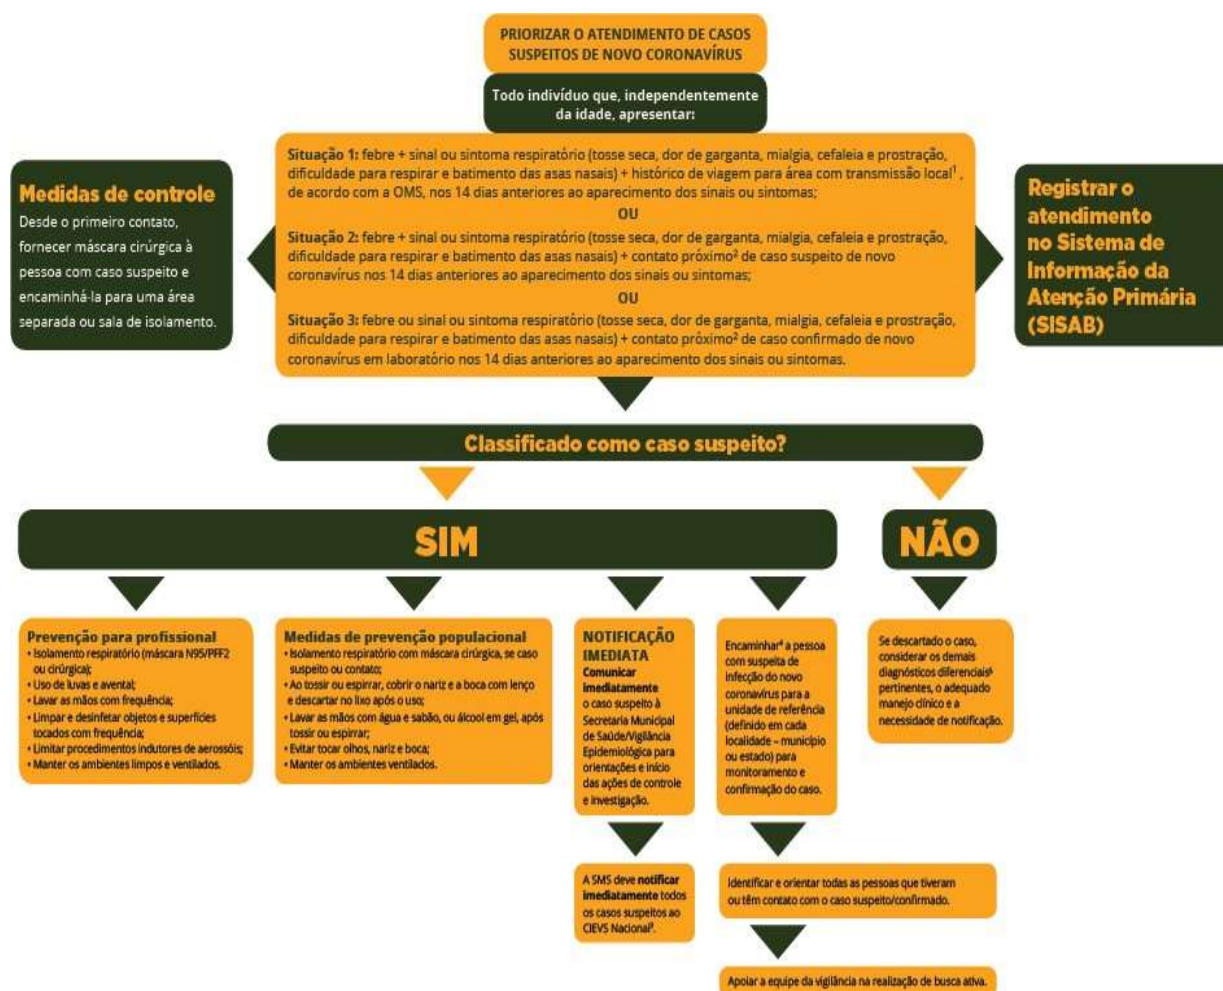 PRIORIZAR O ATENDIMENTO DE CASOS
SUSPEITOS DE NOVO CORONAVÍRUS
Todo indivíduo que, independentemente
da idade, apresentar:
Medidas de controle
Desde o primeiro contato,
fornecer máscara cirúrgica à
pessoa com caso suspeito e
encaminhá-la para uma área
separada ou sala de isolamento.
Situação 1: febre + sinal ou sintoma respiratório (tosse seca, dor de garganta, mialgia, cefaleia e prostração,
dificuldade para respirar e batimento das asas nasais) + histórico de viagem para área com transmissão local¹ ,
de acordo com a OMS, nos 14 dias anteriores ao aparecimento dos sinais ou sintomas;
OU
Situação 2: febre + sinal ou sintoma respiratório (tosse seca, dor de garganta, mialgia, cefaleia e prostração,
dificuldade para respirar e batimento das asas nasais) + contato próximo² de caso suspeito de novo
coronavírus nos 14 dias anteriores ao aparecimento dos sinais ou sintomas;
OU
Situação 3: febre ou sinal ou sintoma respiratório (tosse seca, dor de garganta, mialgia, cefaleia e prostração,
dificuldade para respirar e batimento das asas nasais) + contato próximo² de caso confirmado de novo
coronavírus em laboratório nos 14 dias anteriores ao aparecimento dos sinais ou sintomas.
Registrar o
atendimento
no Sistema de
Informação da
Atenção Primária
(SISAB)
Classificado como caso suspeito?
SIM
NÃO
Prevenção para profissional
• Isolamento respiratório (máscara N95/PFF2
ou cirúrgica);
• Uso de luvas e avental;
• Lavar as mãos com frequência;
• Limpar e desinfetar objetos e superfícies
tocados com frequência;
• Limitar procedimentos indutores de aerossóis;
• Manter os ambientes limpos e ventilados.
Medidas de prevenção populacional
• Isolamento respiratório com máscara cirúrgica, se caso
suspeito ou contato;
• Ao tossir ou espirrar, cobrir o nariz e a boca com lenço
e descartar no lixo após o uso;
• Lavar as mãos com água e sabão, ou álcool em gel, após
tossir ou espirrar;
• Evitar tocar olhos, nariz e boca;
• Manter os ambientes ventilados.
NOTIFICAÇÃO
IMEDIATA
Comunicar
imediatamente
o caso suspeito à
Secretaria Municipal
de Saúde/Vigilância
Epidemiológica para
orientações e início
das ações de controle
e investigação.
Encaminhar⁴ a pessoa
com suspeita de
infecção do novo
coronavírus para a
unidade de referência
(definido em cada
localidade – município
ou estado) para
monitoramento e
confirmação do caso.
Se descartado o caso,
considerar os demais
diagnósticos diferenciais⁵
pertinentes, o adequado
manejo clínico e a
necessidade de notificação.
A SMS deve notificar
imediatamente todos
os casos suspeitos ao
CIEVS Nacional³.
Identificar e orientar todas as pessoas que tiveram
ou têm contato com o caso suspeito/confirmado.
Apoiar a equipe da vigilância na realização de busca ativa.